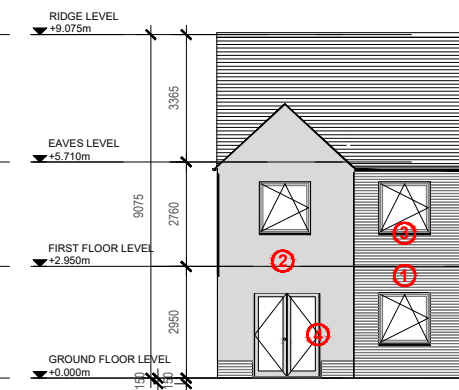 RIDGE LEVEL
+9.075m
3365
EAVES LEVEL
+5.710m
9075
2760
3
FIRST FLOOR LEVEL
+2.950m
2
1
2950
4
GROUND FLOOR LEVEL
+0.000m
150
150